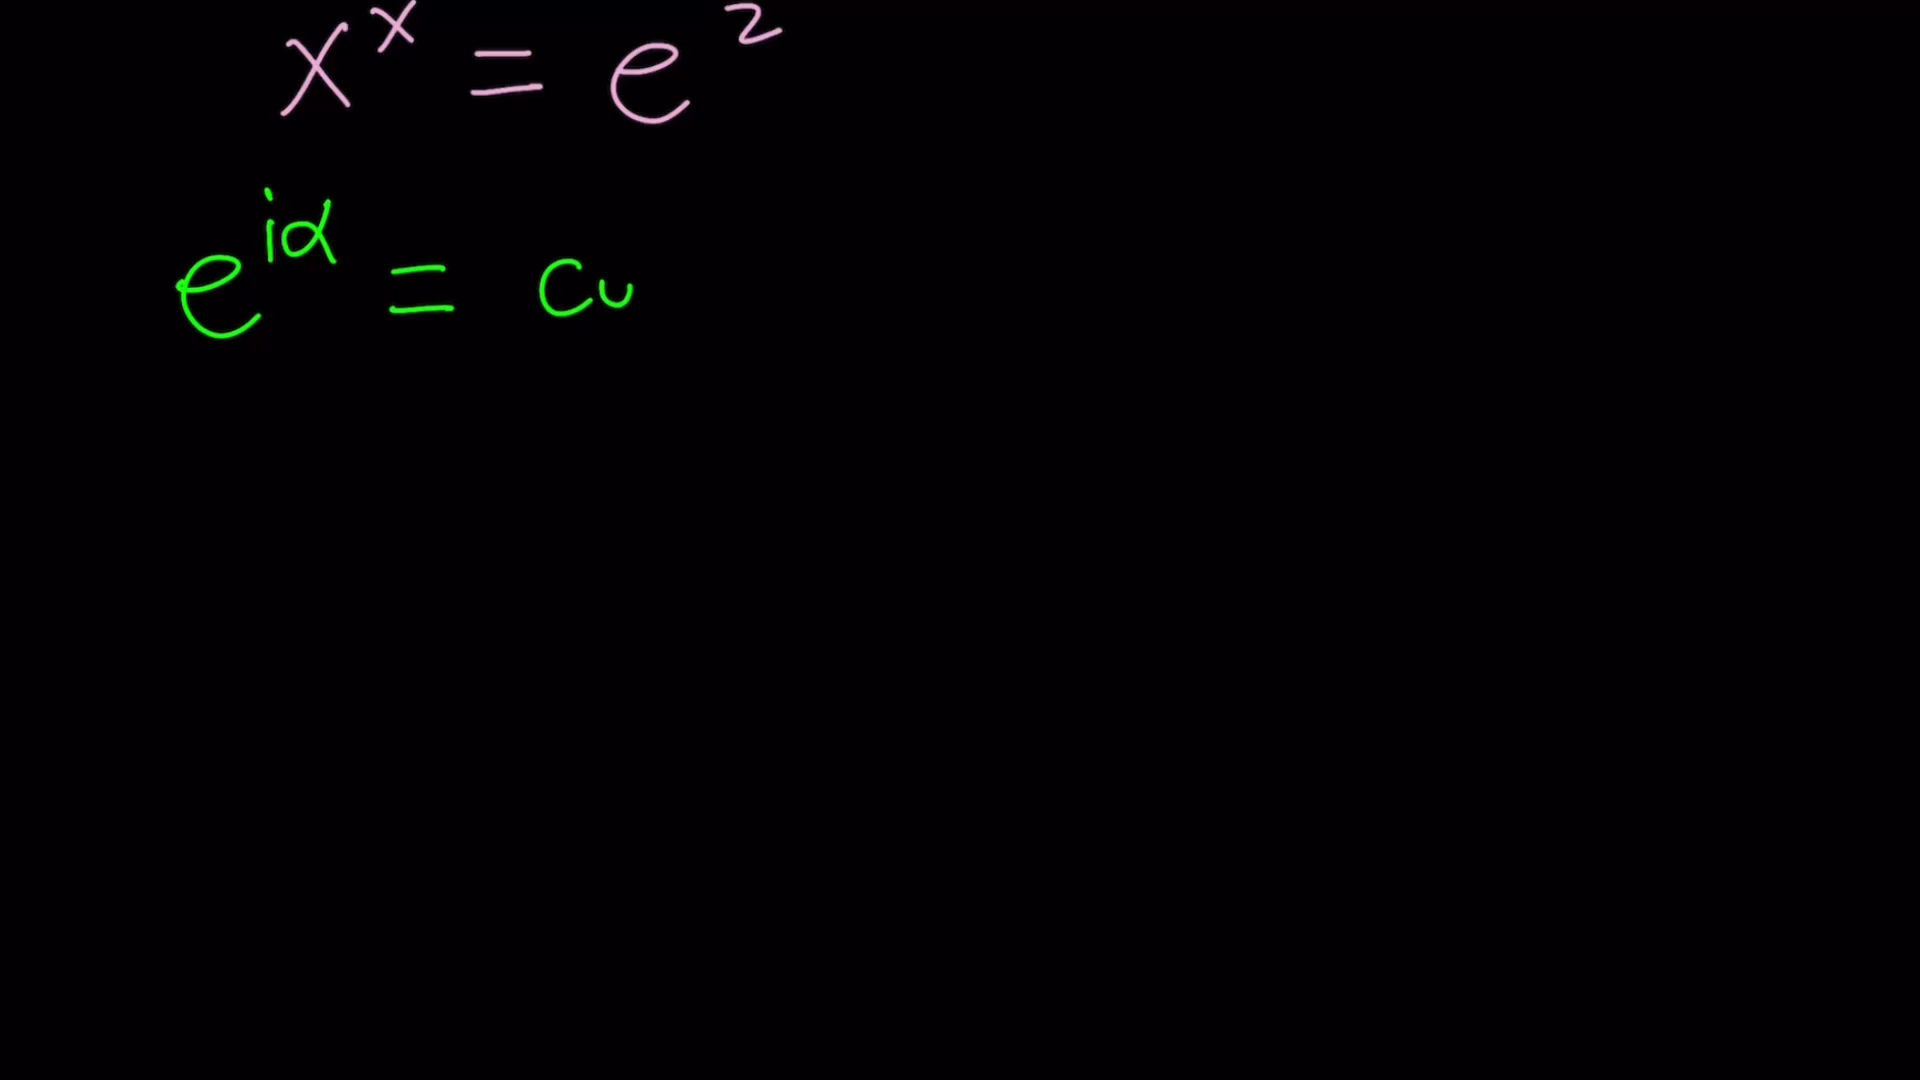 x^x = e^2
e^{iα} = cu